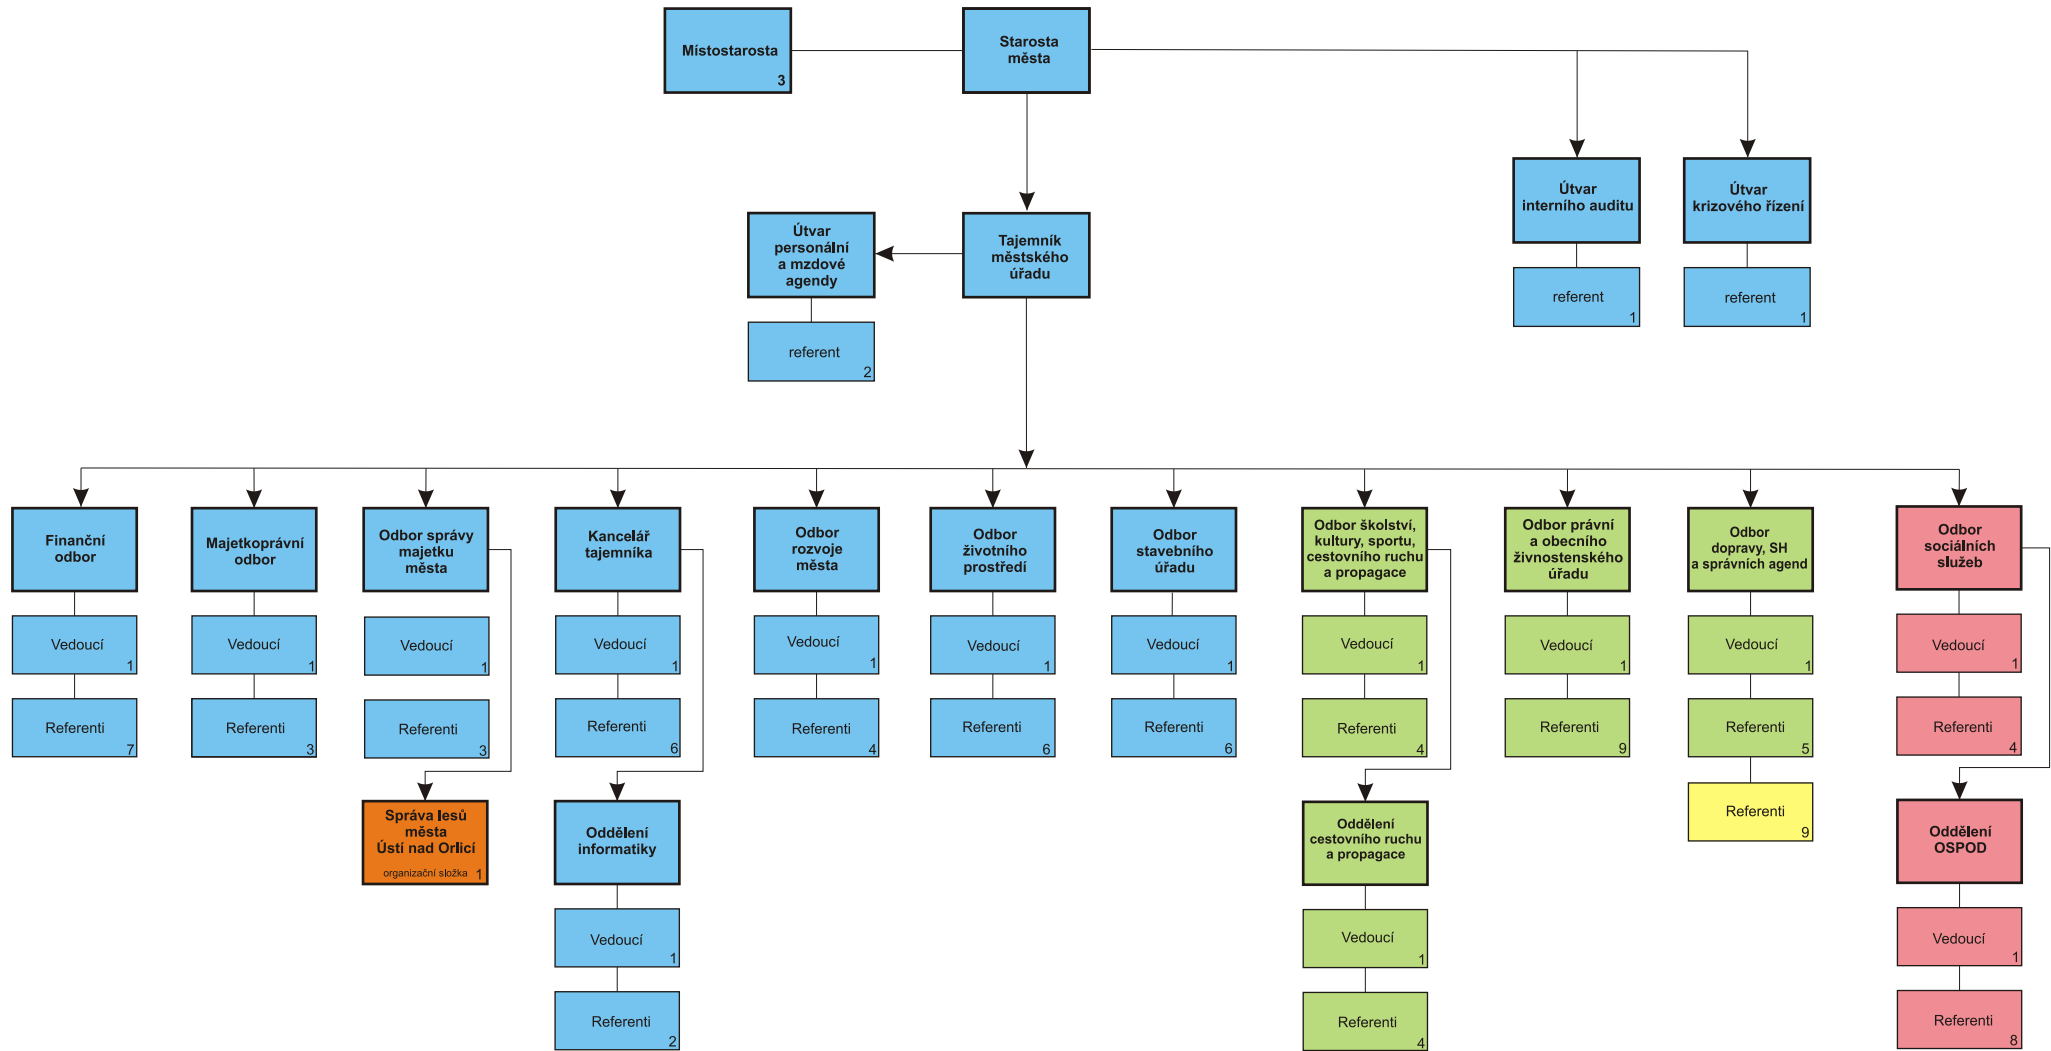 Místostarosta
3
Starosta
města
Útvar
interního auditu
referent
1
Útvar
krizového řízení
referent
1
Útvar
personální
a mzdové
agendy
referent
2
Tajemník
městského
úřadu
Finanční
odbor
Vedoucí
1
Referenti
7
Majetkoprávní
odbor
Vedoucí
1
Referenti
3
Odbor správy
majetku
města
Vedoucí
1
Referenti
3
Správa lesů
města
Ústí nad Orlicí
organizační složka 1
Kancelář
tajemníka
Vedoucí
1
Referenti
6
Oddělení
informatiky
Vedoucí
1
Referenti
2
Odbor
rozvoje
města
Vedoucí
1
Referenti
4
Odbor
životního
prostředí
Vedoucí
1
Referenti
6
Odbor
stavebního
úřadu
Vedoucí
1
Referenti
6
Odbor školství,
kultury, sportu,
cestovního ruchu
a propagace
Vedoucí
1
Referenti
4
Oddělení
cestovního ruchu
a propagace
Vedoucí
1
Referenti
4
Odbor právní
a obecního
živnostenského
úřadu
Vedoucí
1
Referenti
9
Odbor
dopravy, SH
a správních agend
Vedoucí
1
Referenti
5
Referenti
9
Odbor
sociálních
služeb
Vedoucí
1
Referenti
4
Oddělení
OSPOD
Vedoucí
1
Referenti
8